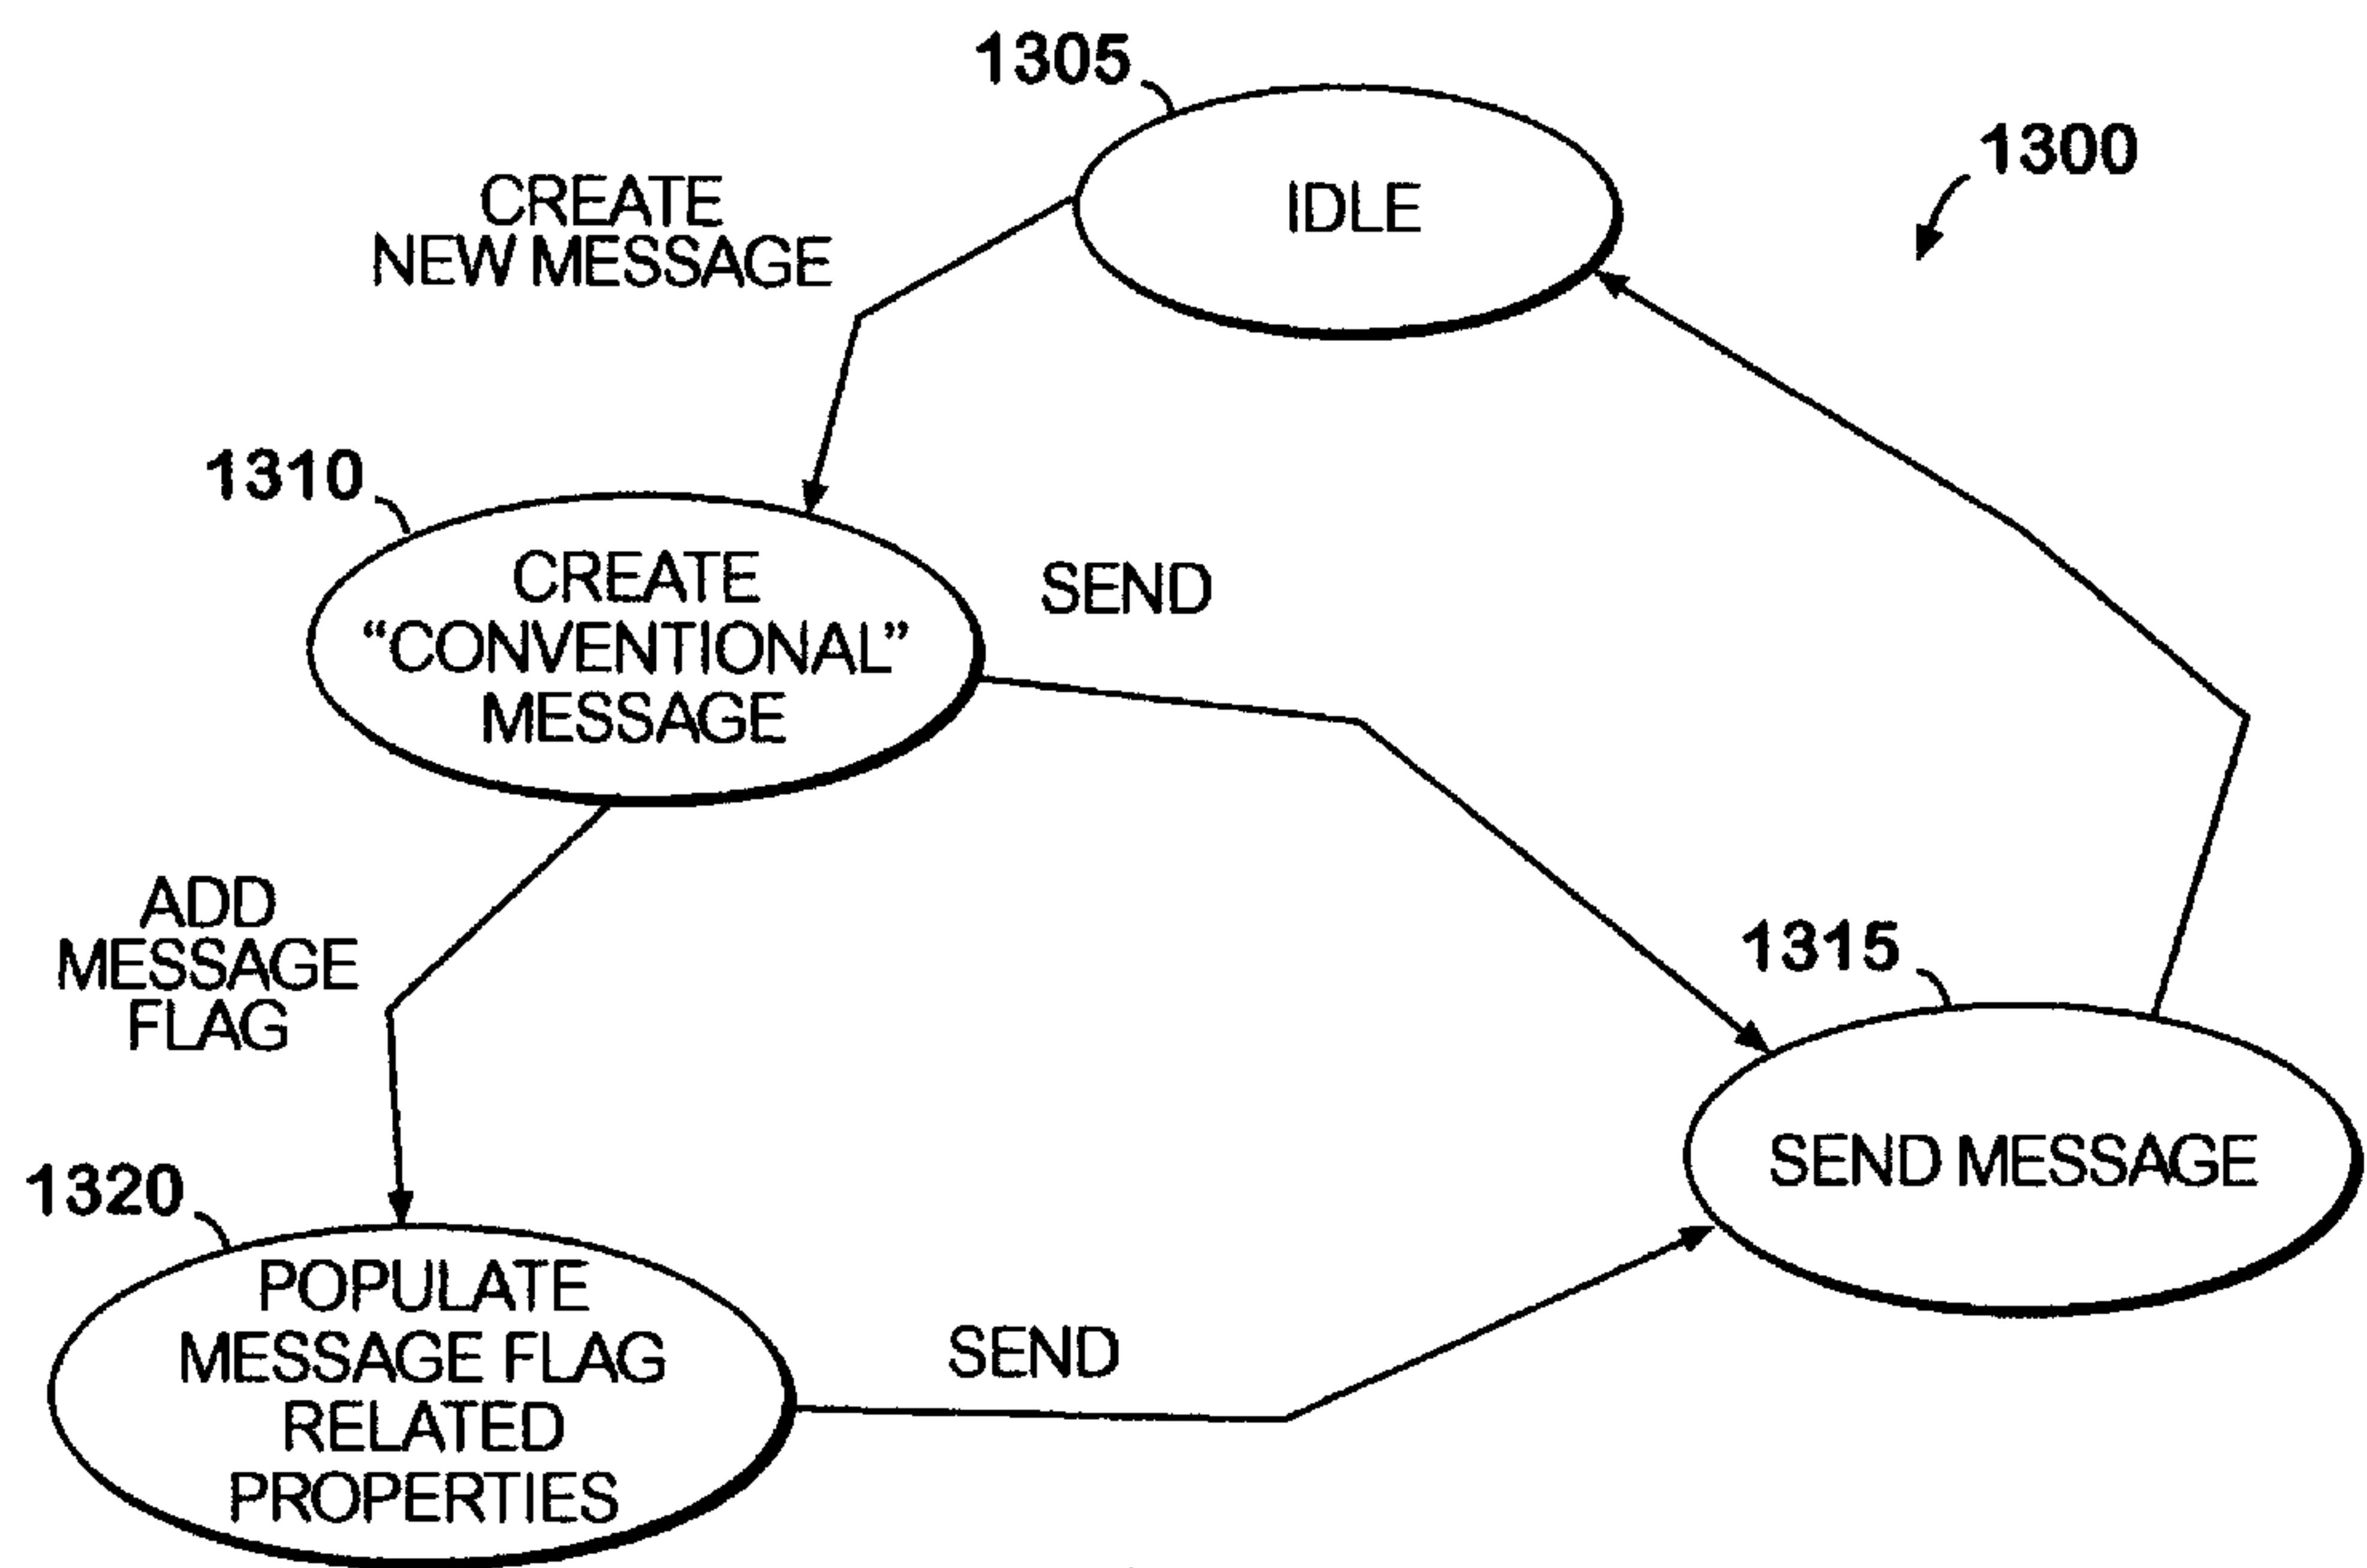 1305
1300
IDLE
CREATE
NEW MESSAGE
1310
CREATE
“CONVENTIONAL”
MESSAGE
SEND
ADD
MESSAGE
FLAG
1315
SEND MESSAGE
1320
POPULATE
MESSAGE FLAG
RELATED
PROPERTIES
SEND